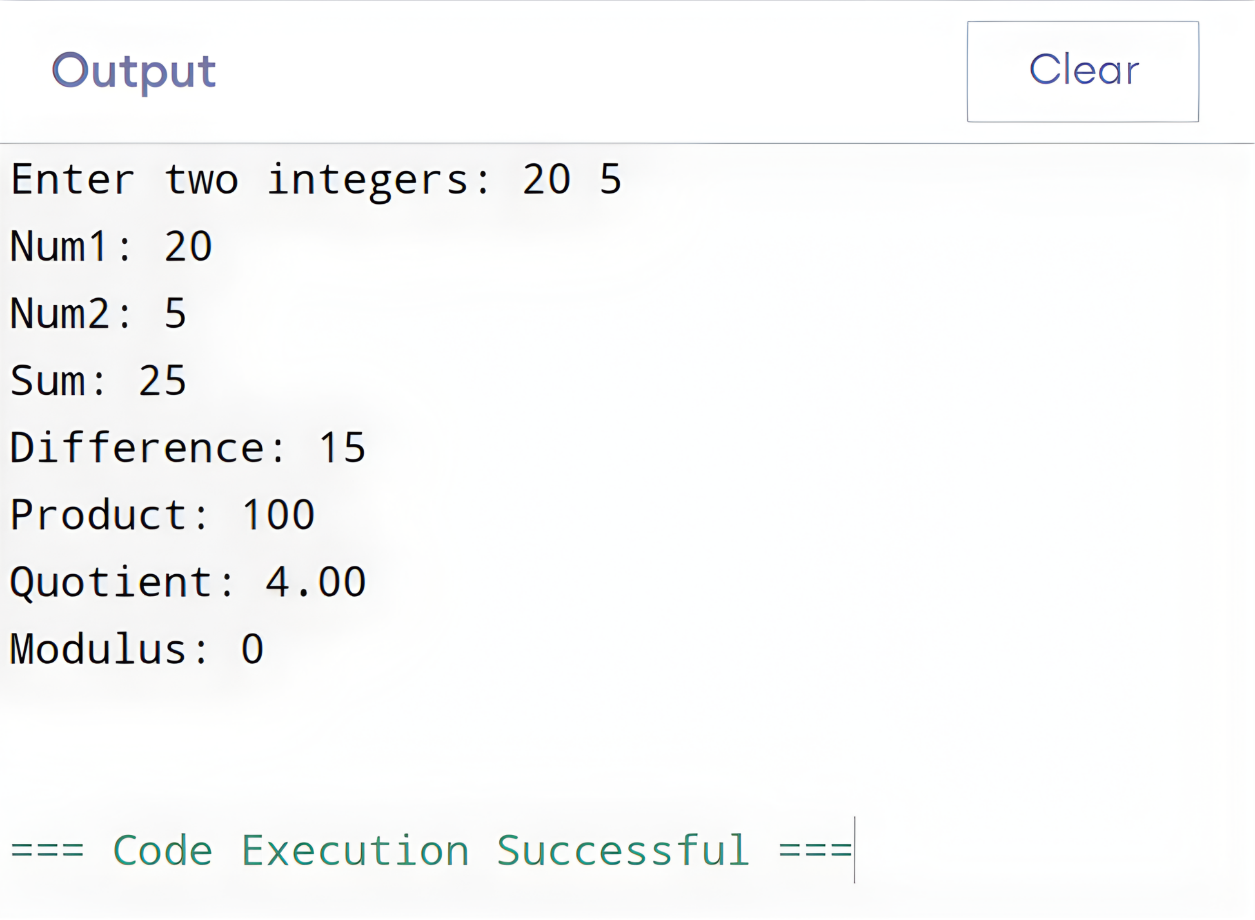 Output
Clear
Enter two integers: 20 5
Num1: 20
Num2: 5
Sum: 25
Difference: 15
Product: 100
Quotient: 4.00
Modulus: 0
=== Code Execution Successful ===